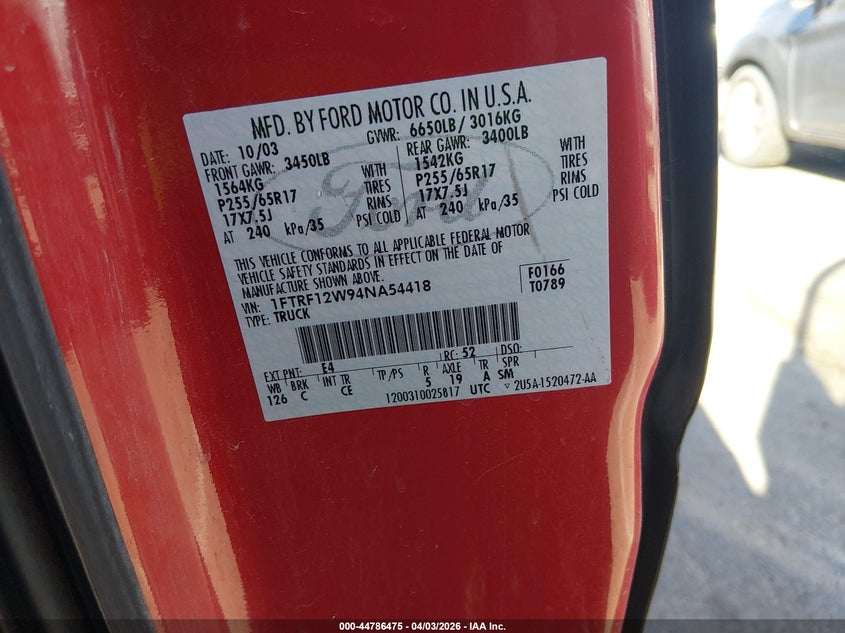 MFD. BY FORD MOTOR CO. IN U.S.A.
DATE: 10/03 GVWR: 6650LB/ 3016KG
FRONT GAWR: 3450LB REAR GAWR: 3400LB
1564KG WITH 1542KG WITH
P255/65R17 TIRES P255/65R17 TIRES
17X7.5J RIMS 17X7.5J RIMS
AT 240 kPa/35 PSI COLD AT 240 kPa/35 PSI COLD
Ford
THIS VEHICLE CONFORMS TO ALL APPLICABLE FEDERAL MOTOR
VEHICLE SAFETY STANDARDS IN EFFECT ON THE DATE OF
MANUFACTURE SHOWN ABOVE.
VIN: 1FTRF12W94NA54418 F0166
TYPE: TRUCK T0789
EXT PNT: E4 RC: 52 DSO:
WB BRK INT TR TP/PS R AXLE TR SPR
126 C CE 5 19 A SM
1200310025817 UTC ▽ 2U5A-1520472-AA
000-44786475 - 04/03/2026 - IAA Inc.